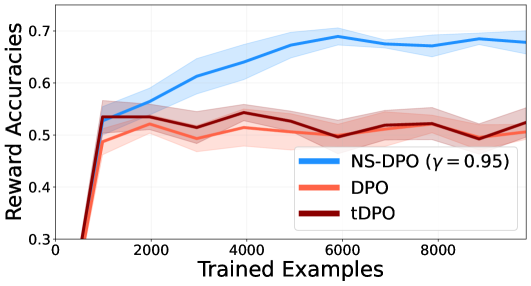 0.7
0.6
0.5
0.4
0.3
Reward Accuracies
NS-DPO (γ = 0.95)
DPO
tDPO
0 2000 4000 6000 8000
Trained Examples